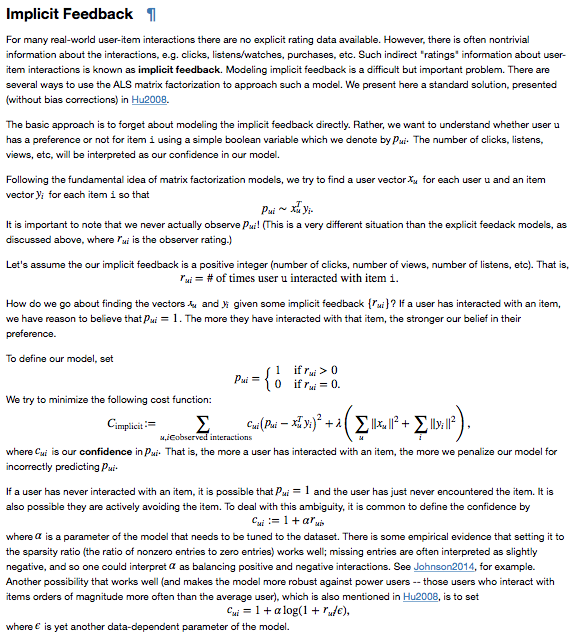 Implicit Feedback ¶
For many real-world user-item interactions there are no explicit rating data available. However, there is often nontrivial
information about the interactions, e.g. clicks, listens/watches, purchases, etc. Such indirect "ratings" information about user-
item interactions is known as implicit feedback. Modeling implicit feedback is a difficult but important problem. There are
several ways to use the ALS matrix factorization to approach such a model. We present here a standard solution, presented
(without bias corrections) in Hu2008.
The basic approach is to forget about modeling the implicit feedback directly. Rather, we want to understand whether user u
has a preference or not for item i using a simple boolean variable which we denote by p_{ui}. The number of clicks, listens,
views, etc, will be interpreted as our confidence in our model.
Following the fundamental idea of matrix factorization models, we try to find a user vector x_u for each user u and an item
vector y_i for each item i so that
p_{ui} ∼ x_u^T y_i.
It is important to note that we never actually observe p_{ui}! (This is a very different situation than the explicit feedack models, as
discussed above, where r_{ui} is the observer rating.)
Let's assume the our implicit feedback is a positive integer (number of clicks, number of views, number of listens, etc). That is,
r_{ui} = # of times user u interacted with item i.
How do we go about finding the vectors x_u and y_i given some implicit feedback {r_{ui}}? If a user has interacted with an item,
we have reason to believe that p_{ui} = 1. The more they have interacted with that item, the stronger our belief in their
preference.
To define our model, set
p_{ui} = { 1 if r_{ui} > 0
0 if r_{ui} = 0.
We try to minimize the following cost function:
C_{implicit} := ∑_{u,i∈observed interactions} c_{ui}(p_{ui} − x_u^T y_i)^2 + λ(∑_u ||x_u||^2 + ∑_i ||y_i||^2),
where c_{ui} is our confidence in p_{ui}. That is, the more a user has interacted with an item, the more we penalize our model for
incorrectly predicting p_{ui}.
If a user has never interacted with an item, it is possible that p_{ui} = 1 and the user has just never encountered the item. It is
also possible they are actively avoiding the item. To deal with this ambiguity, it is common to define the confidence by
c_{ui} := 1 + αr_{ui},
where α is a parameter of the model that needs to be tuned to the dataset. There is some empirical evidence that setting it to
the sparsity ratio (the ratio of nonzero entries to zero entries) works well; missing entries are often interpreted as slightly
negative, and so one could interpret α as balancing positive and negative interactions. See Johnson2014, for example.
Another possibility that works well (and makes the model more robust against power users -- those users who interact with
items orders of magnitude more often than the average user), which is also mentioned in Hu2008, is to set
c_{ui} = 1 + α log(1 + r_{ui}/ϵ),
where ϵ is yet another data-dependent parameter of the model.